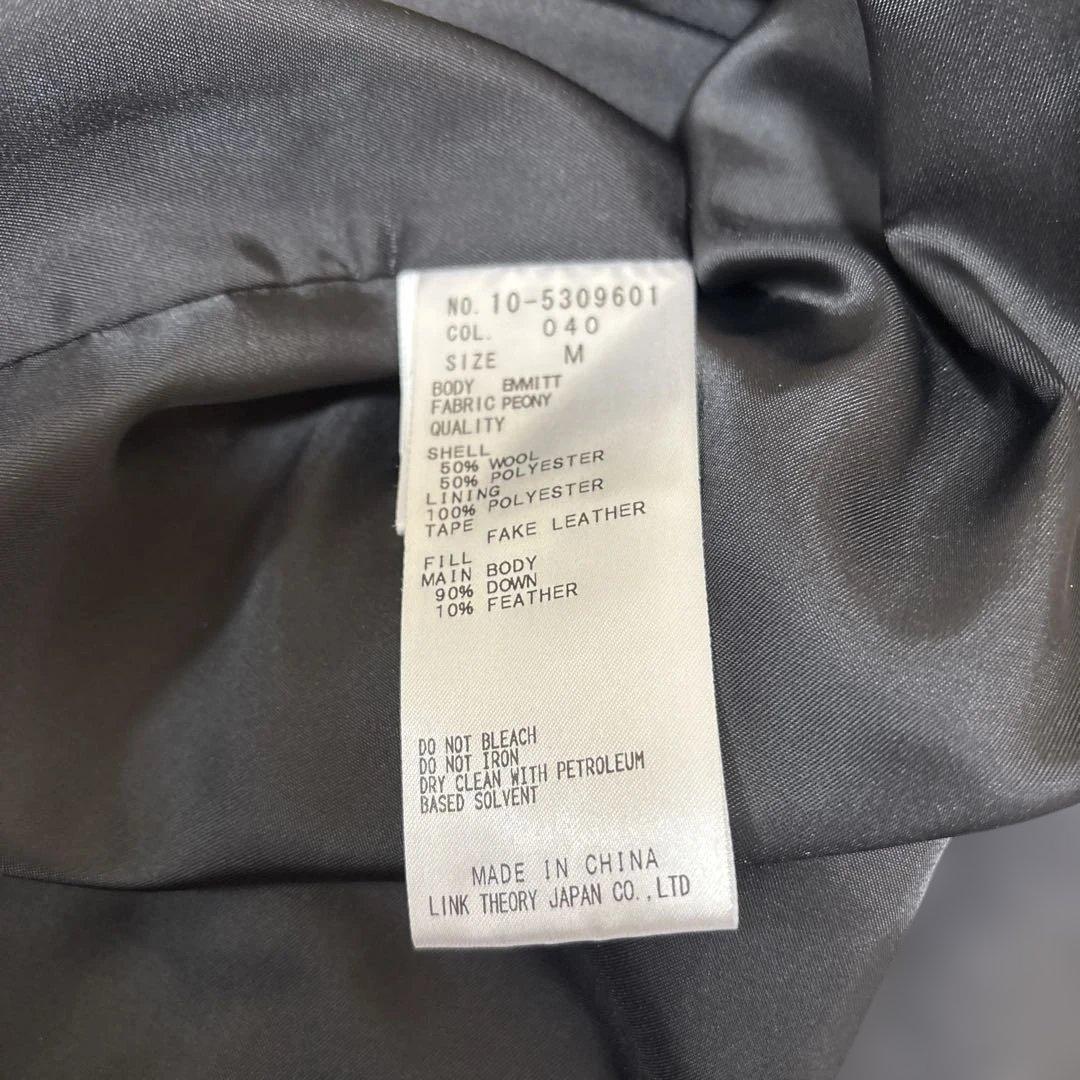 NO. 10-5309601
COL. 040
SIZE M
BODY EMMITT
FABRIC PEONY
QUALITY
SHELL
50% WOOL
50% POLYESTER
LINING
100% POLYESTER
TAPE FAKE LEATHER
FILL
MAIN BODY
90% DOWN
10% FEATHER
DO NOT BLEACH
DO NOT IRON
DRY CLEAN WITH PETROLEUM
BASED SOLVENT
MADE IN CHINA
LINK THEORY JAPAN CO.,LTD